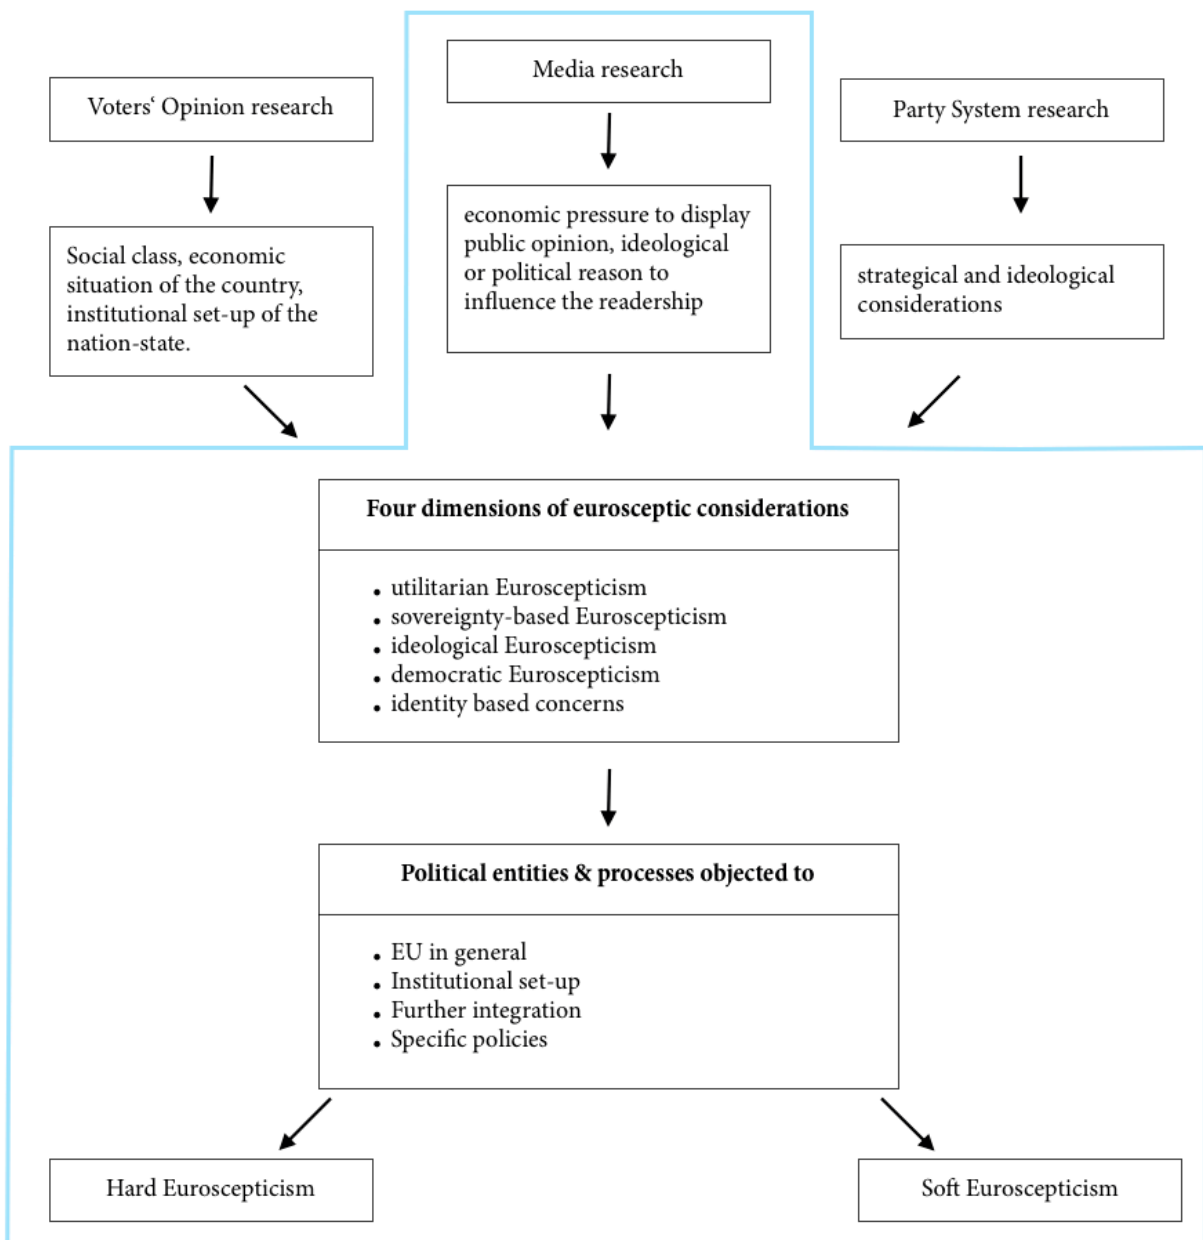 Media research
Voters‘ Opinion research
Party System research
economic pressure to display
public opinion, ideological
or political reason to
influence the readership
Social class, economic
situation of the country,
institutional set-up of the
nation-state.
strategical and ideological
considerations
Four dimensions of eurosceptic considerations
• utilitarian Euroscepticism
• sovereignty-based Euroscepticism
• ideological Euroscepticism
• democratic Euroscepticism
• identity based concerns
Political entities & processes objected to
• EU in general
• Institutional set-up
• Further integration
• Specific policies
Hard Euroscepticism
Soft Euroscepticism